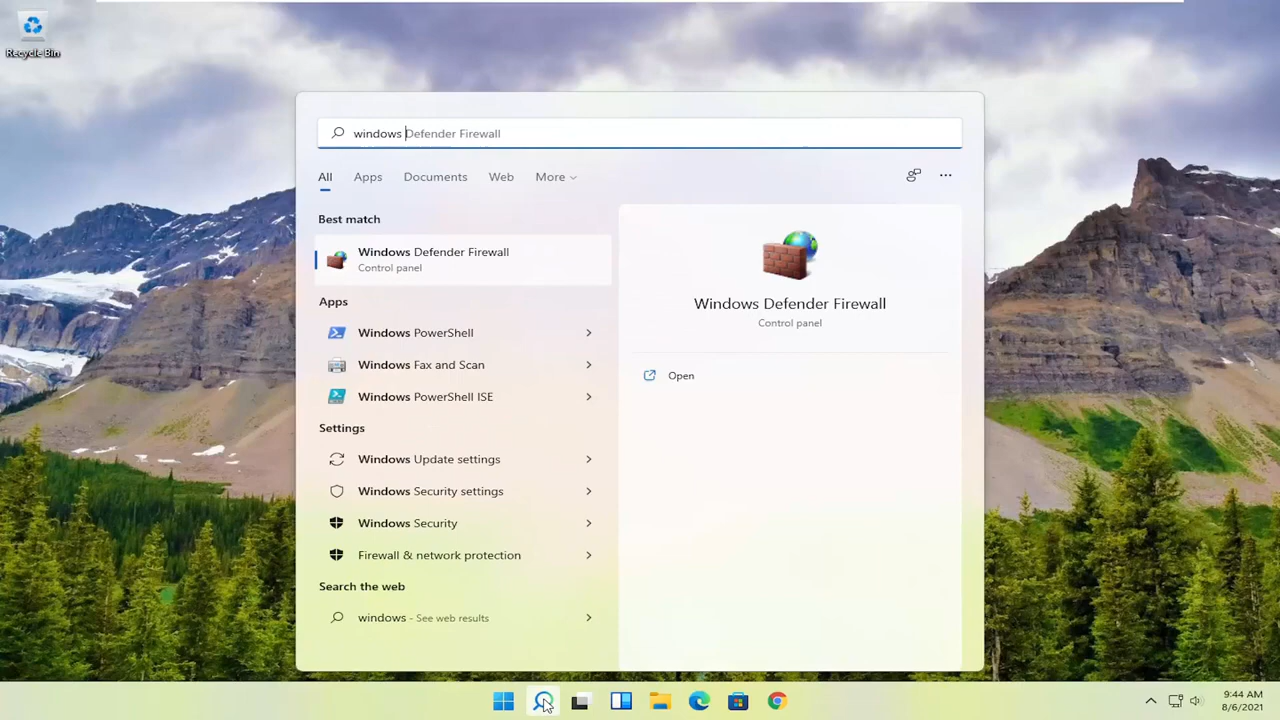 Recycle Bin
windows Defender Firewall
All Apps Documents Web More
Best match
Windows Defender Firewall
Control panel
Apps
Windows PowerShell
Windows Fax and Scan
Windows PowerShell ISE
Settings
Windows Update settings
Windows Security settings
Windows Security
Firewall & network protection
Search the web
windows - See web results
Windows Defender Firewall
Control panel
Open
9:44 AM
8/6/2021